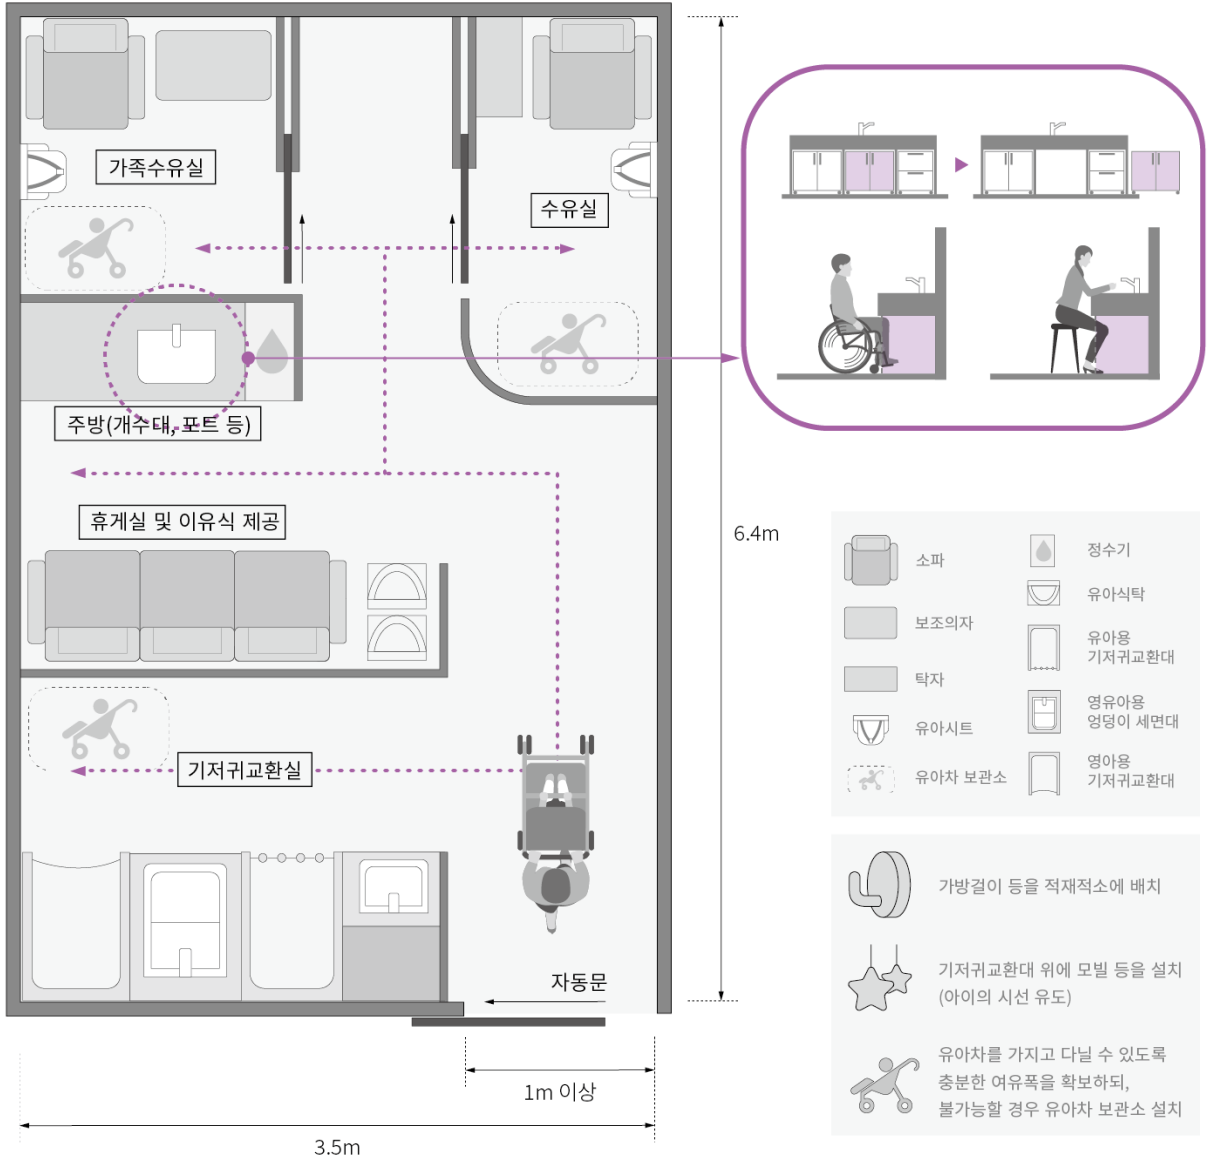 가족수유실
수유실
주방(개수대, 포트 등)
휴게실 및 이유식 제공
기저귀교환실
자동문
1m 이상
3.5m
6.4m
소파
보조의자
탁자
유아시트
유아차 보관소
정수기
유아식탁
유아용
기저귀교환대
영유아용
엉덩이 세면대
영아용
기저귀교환대
가방걸이 등을 적재적소에 배치
기저귀교환대 위에 모빌 등을 설치
(아이의 시선 유도)
유아차를 가지고 다닐 수 있도록
충분한 여유폭을 확보하되,
불가능할 경우 유아차 보관소 설치